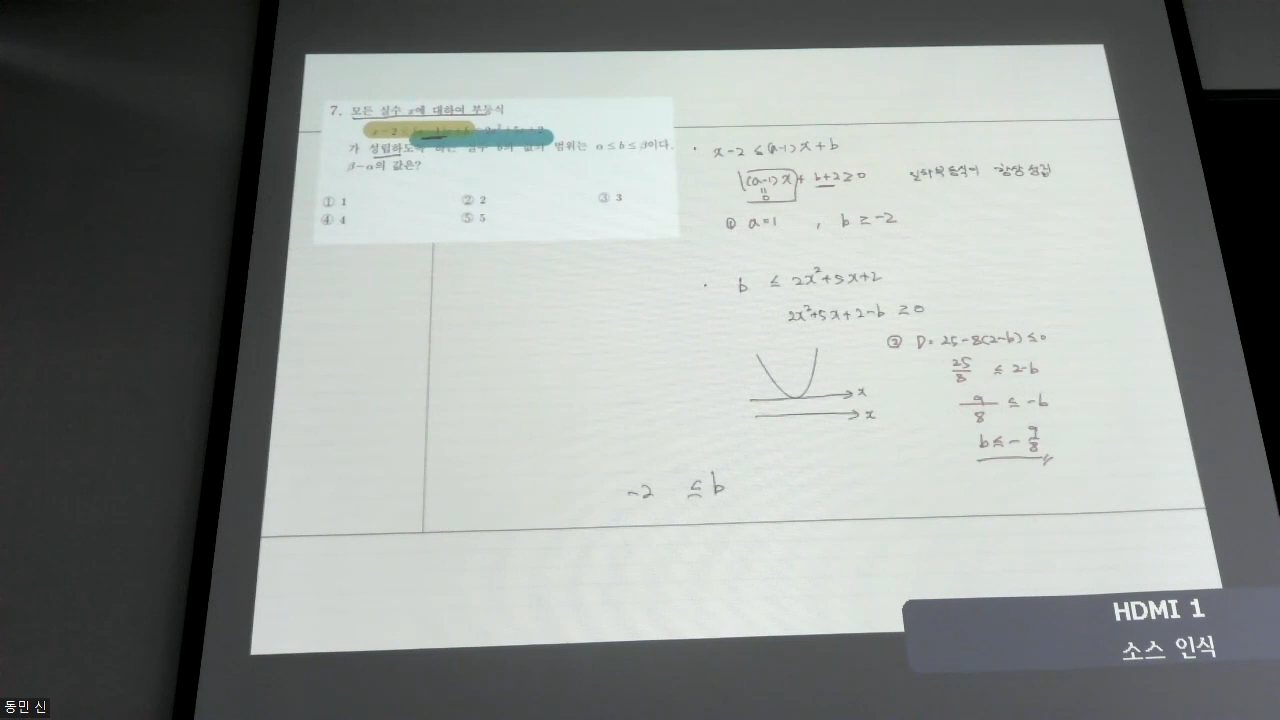 7. 모든 실수 x에 대하여 부등식
가 성립하도록 하는 실수 b의 값의 범위는 α ≤ b ≤ β이다.
β-α의 값은?
① 1 ② 2 ③ 3
④ 4 ⑤ 5
· x-2 ≤ (a-1)x+b
(a-1)x + b+2 ≥ 0
0
① a=1 , b ≥ -2
· b ≤ 2x²+5x+2
2x²+5x+2-b ≥ 0
② D=25-8(2-b) ≤ 0
25/8 ≤ 2-b
9/8 ≤ -b
b ≤ -9/8
x
x
-2 ≤ b
HDMI 1
소스 인식
동민 신